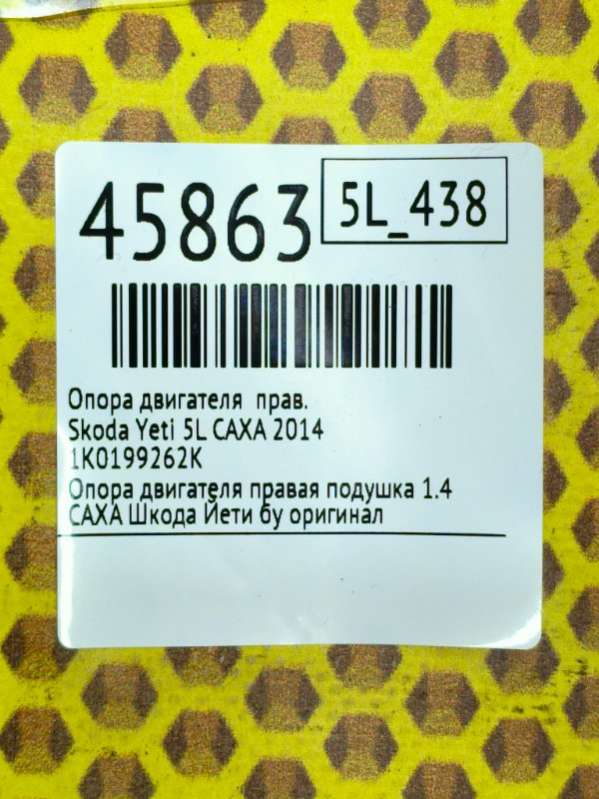 45863
5L_438
Опора двигателя прав.
Skoda Yeti 5L CAXA 2014
1K0199262K
Опора двигателя правая подушка 1.4
CAXA Шкода Йети бу оригинал